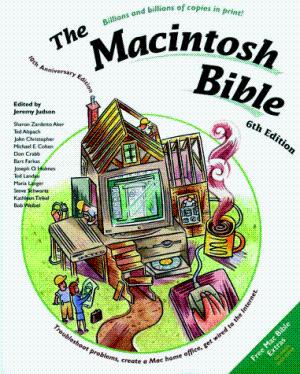 Billions and billions of copies in print!
The
Macintosh
Bible
10th Anniversary Edition
6th Edition
Edited by
Jeremy Judson
Sharon Zardetto Aker
Ted Alspach
John Christopher
Michael E. Cohen
Don Crabb
Bart Farkas
Joseph O. Holmes
Ted Landau
Maria Langer
Steve Schwartz
Kathleen Tinkel
Bob Weibel
Troubleshoot problems, create a Mac home office, get wired to the Internet.
Free Mac Bible
Extras